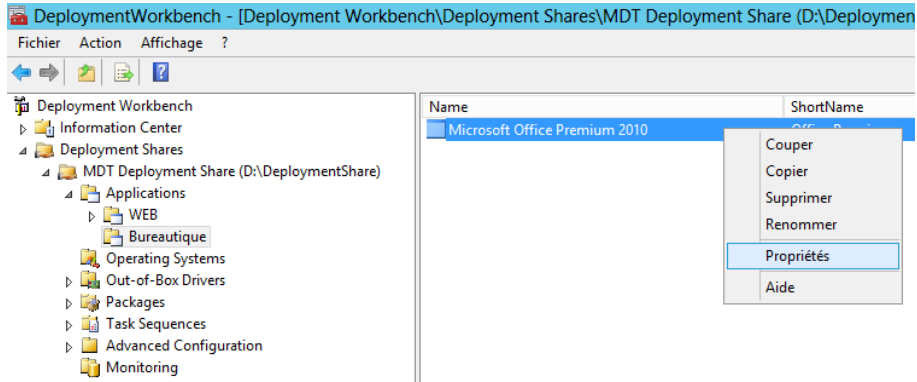 DeploymentWorkbench - [Deployment Workbench\Deployment Shares\MDT Deployment Share (D:\Deploymen
Fichier Action Affichage ?
Deployment Workbench
Information Center
Deployment Shares
MDT Deployment Share (D:\DeploymentShare)
Applications
WEB
Bureautique
Operating Systems
Out-of-Box Drivers
Packages
Task Sequences
Advanced Configuration
Monitoring
Name ShortName
Microsoft Office Premium 2010
Couper
Copier
Supprimer
Renommer
Propriétés
Aide